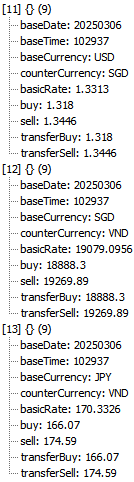 [11] {} (9)
baseDate: 20250306
baseTime: 102937
baseCurrency: USD
counterCurrency: SGD
basicRate: 1.3313
buy: 1.318
sell: 1.3446
transferBuy: 1.318
transferSell: 1.3446
[12] {} (9)
baseDate: 20250306
baseTime: 102937
baseCurrency: SGD
counterCurrency: VND
basicRate: 19079.0956
buy: 18888.3
sell: 19269.89
transferBuy: 18888.3
transferSell: 19269.89
[13] {} (9)
baseDate: 20250306
baseTime: 102937
baseCurrency: JPY
counterCurrency: VND
basicRate: 170.3326
buy: 166.07
sell: 174.59
transferBuy: 166.07
transferSell: 174.59